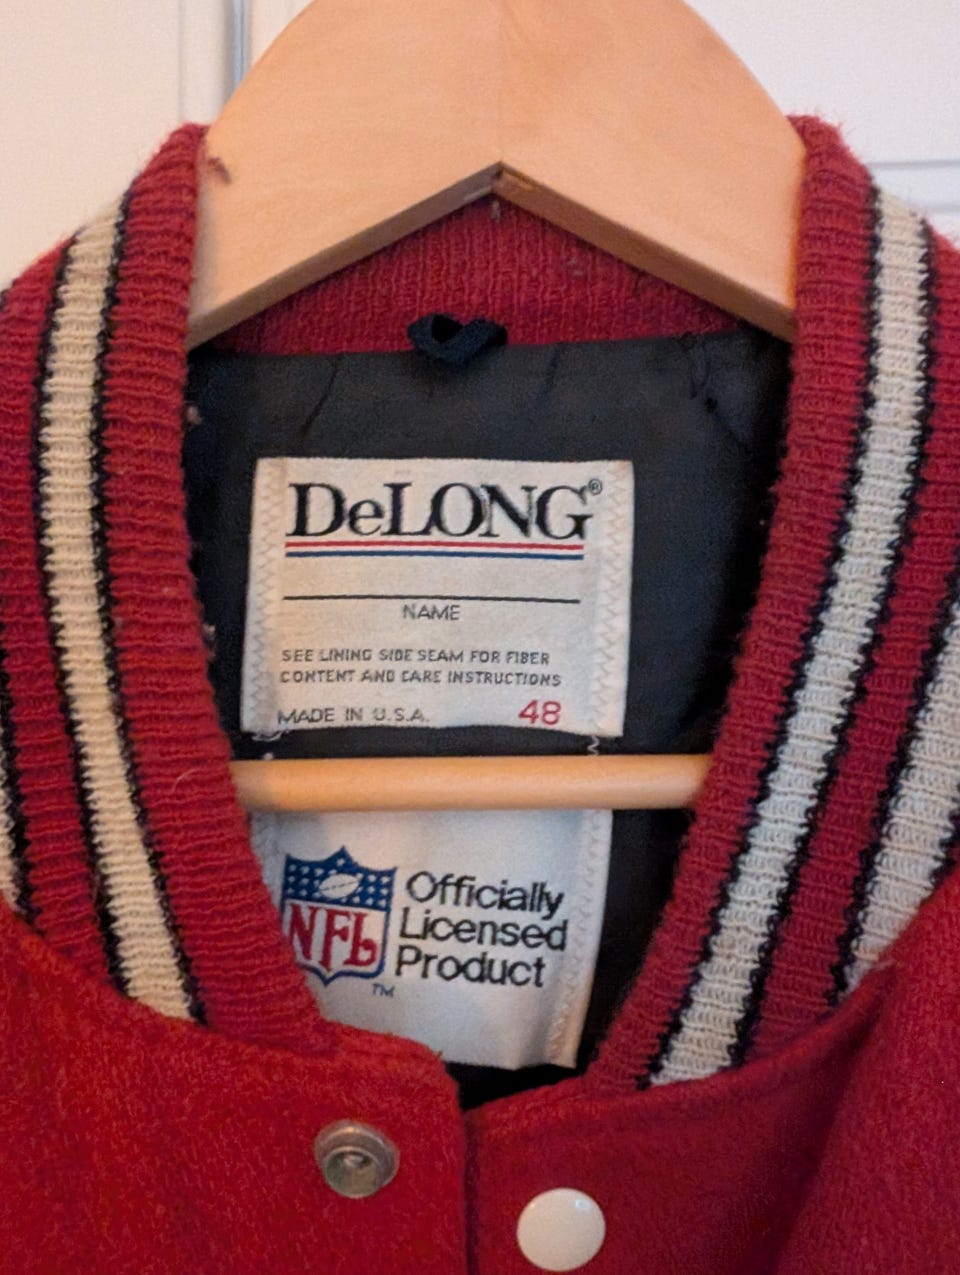 DeLONG®
NAME
SEE LINING SIDE SEAM FOR FIBER
CONTENT AND CARE INSTRUCTIONS
MADE IN U.S.A. 48
NFL
TM
Officially
Licensed
Product